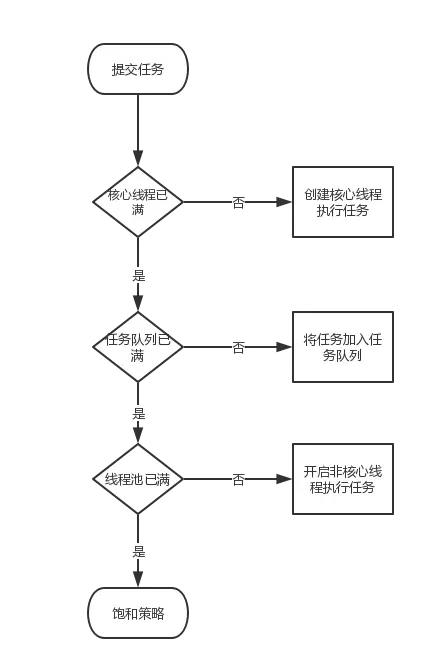 提交任务
核心线程已
满
否
创建核心线程
执行任务
是
任务队列已
满
否
将任务加入任
务队列
是
线程池已满
否
开启非核心线
程执行任务
是
饱和策略